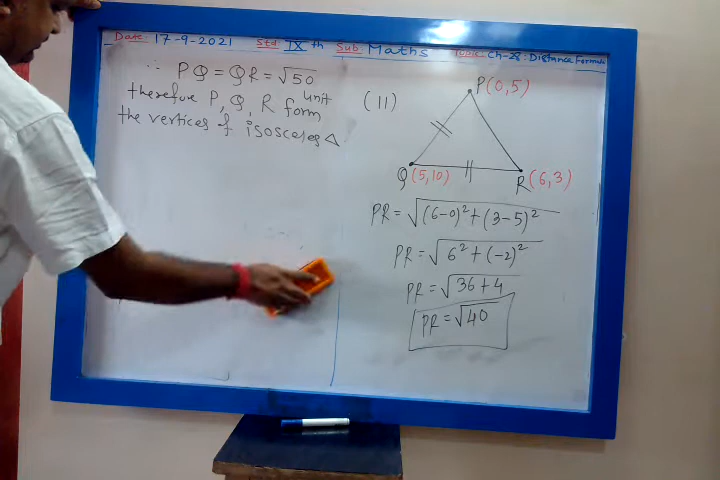 Date: 17-9-2021 Std IX th Sub: Maths Topic: Ch-28: Distance Formula
∴ PQ = QR = √50 unit
therefore P, Q, R form
the vertices of isosceles △
(11)
P(0,5)
Q(5,10) R(6,3)
PR = √(6-0)² + (3-5)²
PR = √6² + (-2)²
PR = √36 + 4
PR = √40